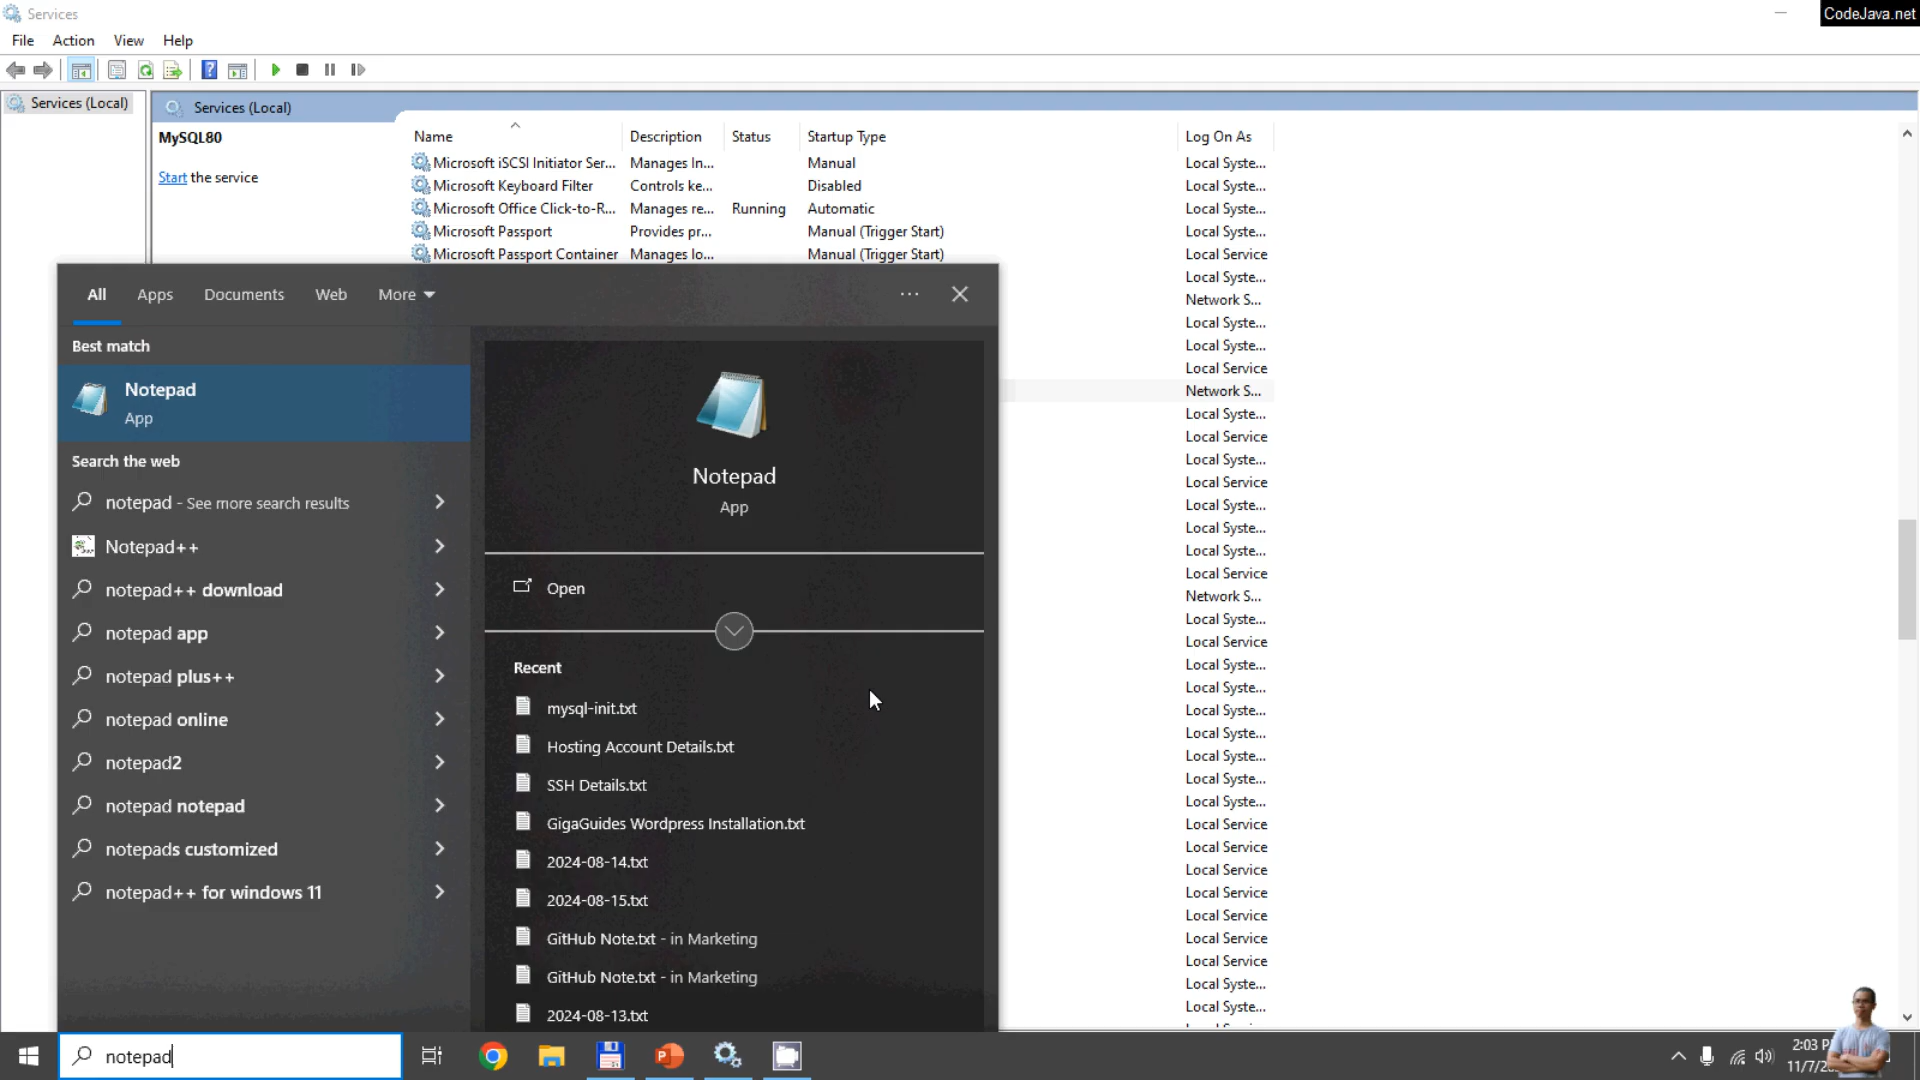 Services
CodeJava.net
File Action View Help
Services (Local)
Services (Local)
MySQL80
Start the service
Name Description Status Startup Type Log On As
Microsoft iSCSI Initiator Ser... Manages In... Manual Local Syste...
Microsoft Keyboard Filter Controls ke... Disabled Local Syste...
Microsoft Office Click-to-R... Manages re... Running Automatic Local Syste...
Microsoft Passport Provides pr... Manual (Trigger Start) Local Syste...
Microsoft Passport Container Manages lo... Manual (Trigger Start) Local Service
Local Syste...
Network S...
Local Syste...
Local Syste...
Local Service
Network S...
Local Syste...
Local Service
Local Syste...
Local Service
Local Syste...
Local Syste...
Local Syste...
Local Service
Network S...
Local Syste...
Local Service
Local Syste...
Local Syste...
Local Syste...
Local Syste...
Local Syste...
Local Syste...
Local Syste...
Local Service
Local Service
Local Service
Local Service
Local Service
Local Service
Local Service
Local Syste...
Local Syste...
All Apps Documents Web More
Best match
Notepad
App
Search the web
notepad - See more search results
Notepad++
notepad++ download
notepad app
notepad plus++
notepad online
notepad2
notepad notepad
notepads customized
notepad++ for windows 11
Notepad
App
Open
Recent
mysql-init.txt
Hosting Account Details.txt
SSH Details.txt
GigaGuides Wordpress Installation.txt
2024-08-14.txt
2024-08-15.txt
GitHub Note.txt - in Marketing
GitHub Note.txt - in Marketing
2024-08-13.txt
notepad
2:03 P
11/7/20